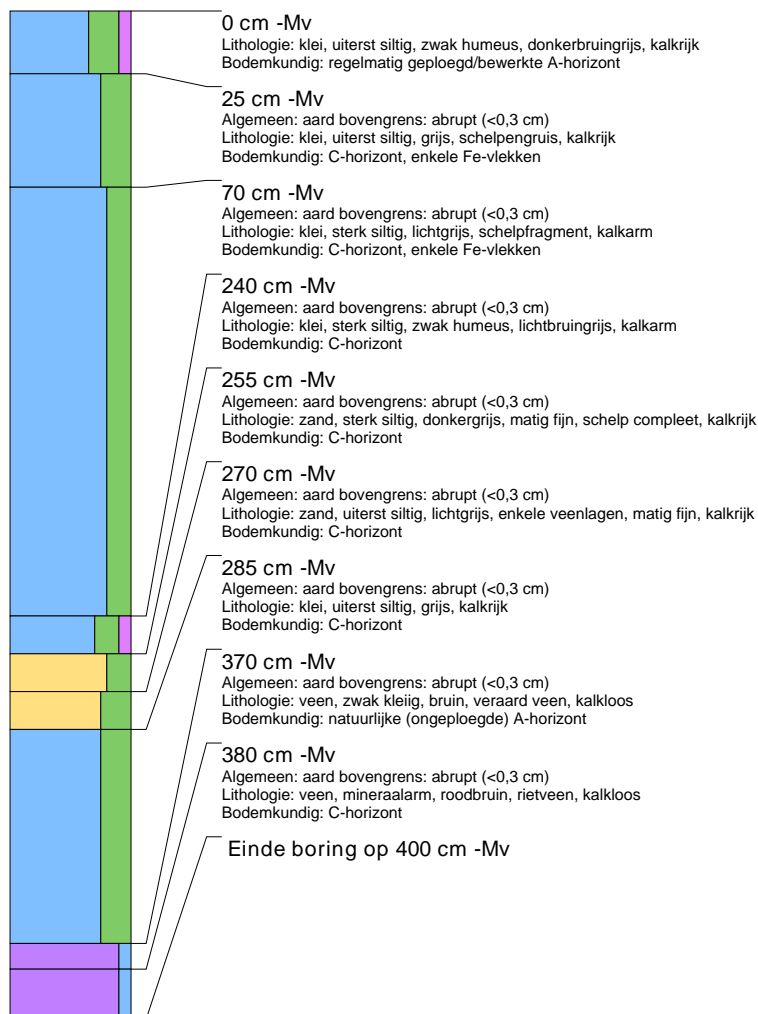 0 cm -Mv
Lithologie: klei, uiterst siltig, zwak humeus, donkerbruingrijs, kalkrijk
Bodemkundig: regelmatig geploegd/bewerkte A-horizont
25 cm -Mv
Algemeen: aard bovengrens: abrupt (<0,3 cm)
Lithologie: klei, uiterst siltig, grijs, schelpengruis, kalkrijk
Bodemkundig: C-horizont, enkele Fe-vlekken
70 cm -Mv
Algemeen: aard bovengrens: abrupt (<0,3 cm)
Lithologie: klei, sterk siltig, lichtgrijs, schelpfragment, kalkarm
Bodemkundig: C-horizont, enkele Fe-vlekken
240 cm -Mv
Algemeen: aard bovengrens: abrupt (<0,3 cm)
Lithologie: klei, sterk siltig, zwak humeus, lichtbruingrijs, kalkarm
Bodemkundig: C-horizont
255 cm -Mv
Algemeen: aard bovengrens: abrupt (<0,3 cm)
Lithologie: zand, sterk siltig, donkergrijs, matig fijn, schelp compleet, kalkrijk
Bodemkundig: C-horizont
270 cm -Mv
Algemeen: aard bovengrens: abrupt (<0,3 cm)
Lithologie: zand, uiterst siltig, lichtgrijs, enkele veenlagen, matig fijn, kalkrijk
Bodemkundig: C-horizont
285 cm -Mv
Algemeen: aard bovengrens: abrupt (<0,3 cm)
Lithologie: klei, uiterst siltig, grijs, kalkrijk
Bodemkundig: C-horizont
370 cm -Mv
Algemeen: aard bovengrens: abrupt (<0,3 cm)
Lithologie: veen, zwak kleiig, bruin, veraard veen, kalkloos
Bodemkundig: natuurlijke (ongeploegde) A-horizont
380 cm -Mv
Algemeen: aard bovengrens: abrupt (<0,3 cm)
Lithologie: veen, mineraalarm, roodbruin, rietveen, kalkloos
Bodemkundig: C-horizont
Einde boring op 400 cm -Mv